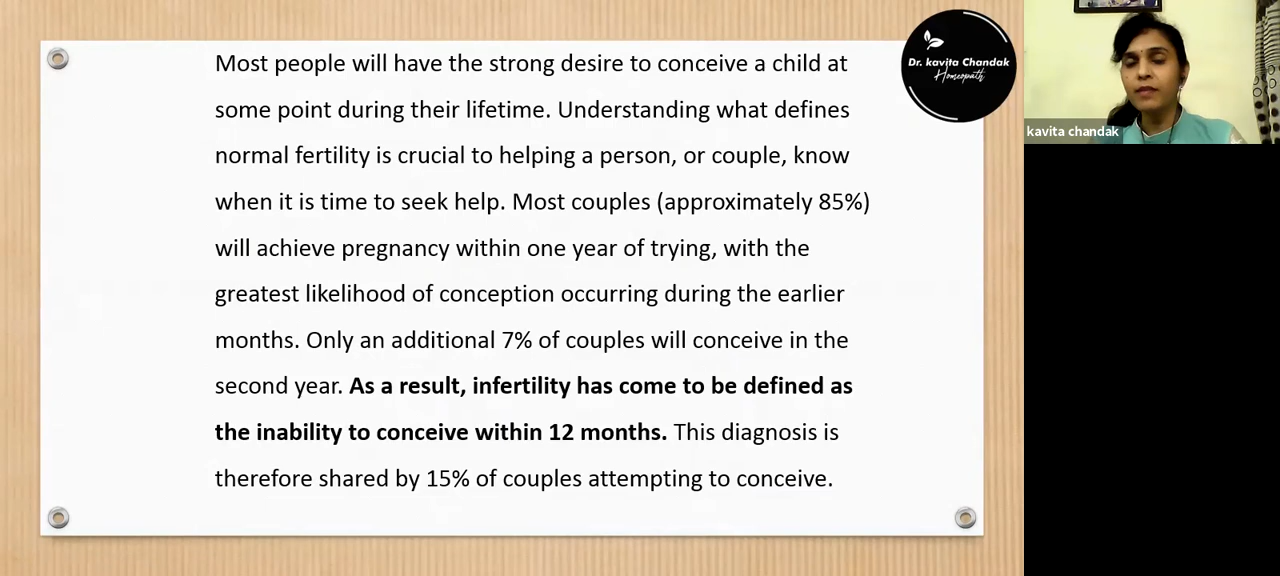 Most people will have the strong desire to conceive a child at
some point during their lifetime. Understanding what defines
normal fertility is crucial to helping a person, or couple, know
when it is time to seek help. Most couples (approximately 85%)
will achieve pregnancy within one year of trying, with the
greatest likelihood of conception occurring during the earlier
months. Only an additional 7% of couples will conceive in the
second year. As a result, infertility has come to be defined as
the inability to conceive within 12 months. This diagnosis is
therefore shared by 15% of couples attempting to conceive.
Dr. kavita Chandak
Homeopath
kavita chandak